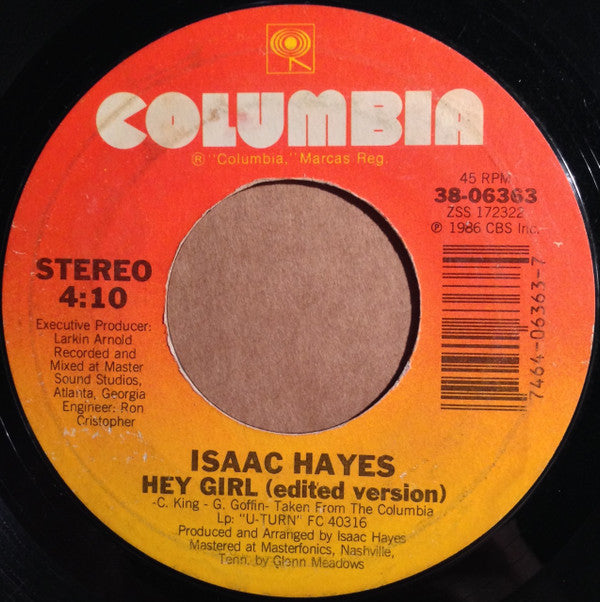 COLUMBIA
® "Columbia," Marcas Reg.
45 RPM
38-06363
ZSS 172322
℗ 1986 CBS Inc.
STEREO
4:10
Executive Producer:
Larkin Arnold
Recorded and
Mixed at Master
Sound Studios,
Atlanta, Georgia
Engineer: Ron
Cristopher
7464-06363-7
ISAAC HAYES
HEY GIRL (edited version)
-C. King - G. Goffin- Taken From The Columbia
Lp: "U-TURN" FC 40316
Produced and Arranged by Isaac Hayes
Mastered at Masterfonics, Nashville,
Tenn. by Glenn Meadows